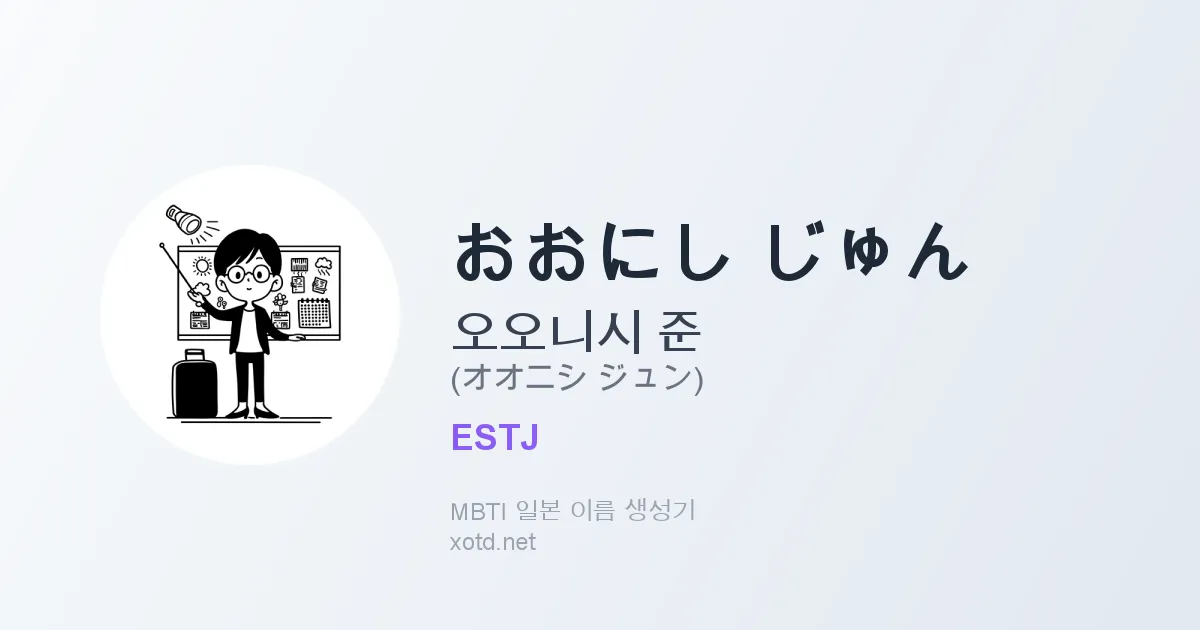 おおにし じゅん
오오니시 준
(オオニシ ジュン)
ESTJ
MBTI 일본 이름 생성기
xotd.net